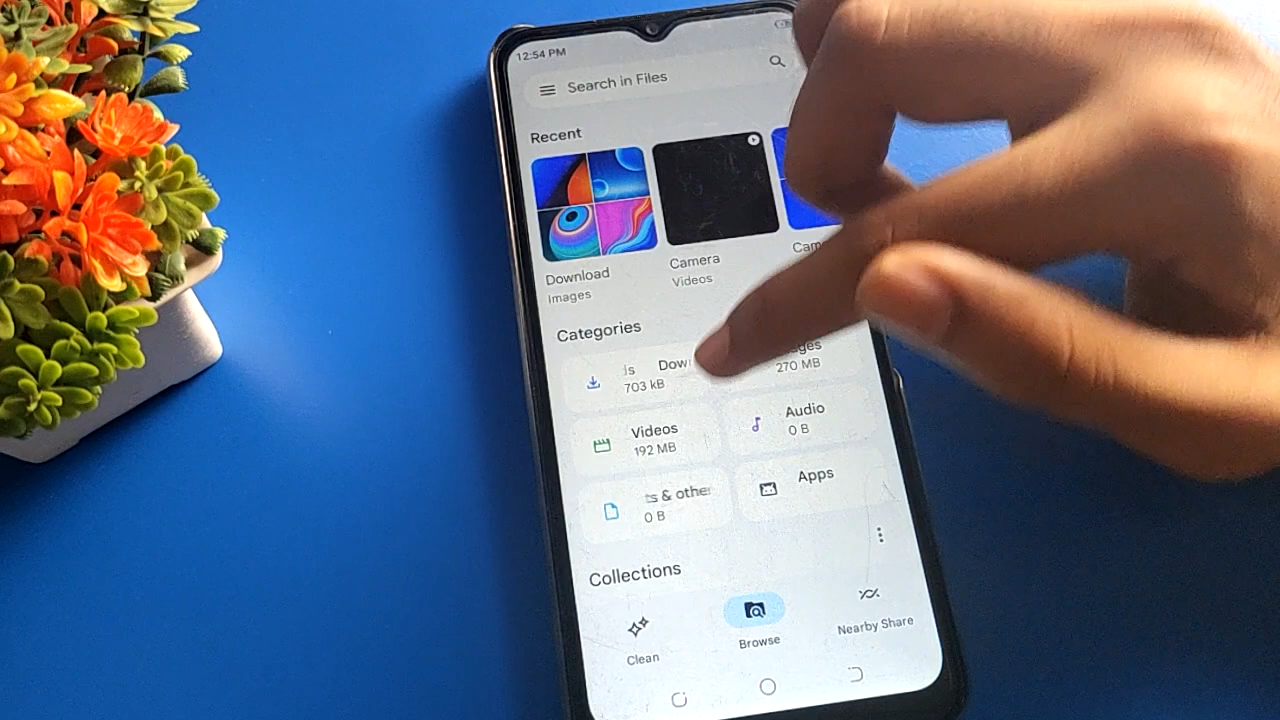 12:54 PM
Search in Files
Recent
Download
Images
Camera
Videos
Categories
703 kB
270 MB
Videos
192 MB
Audio
0 B
& other
0 B
Apps
Collections
Clean
Browse
Nearby Share